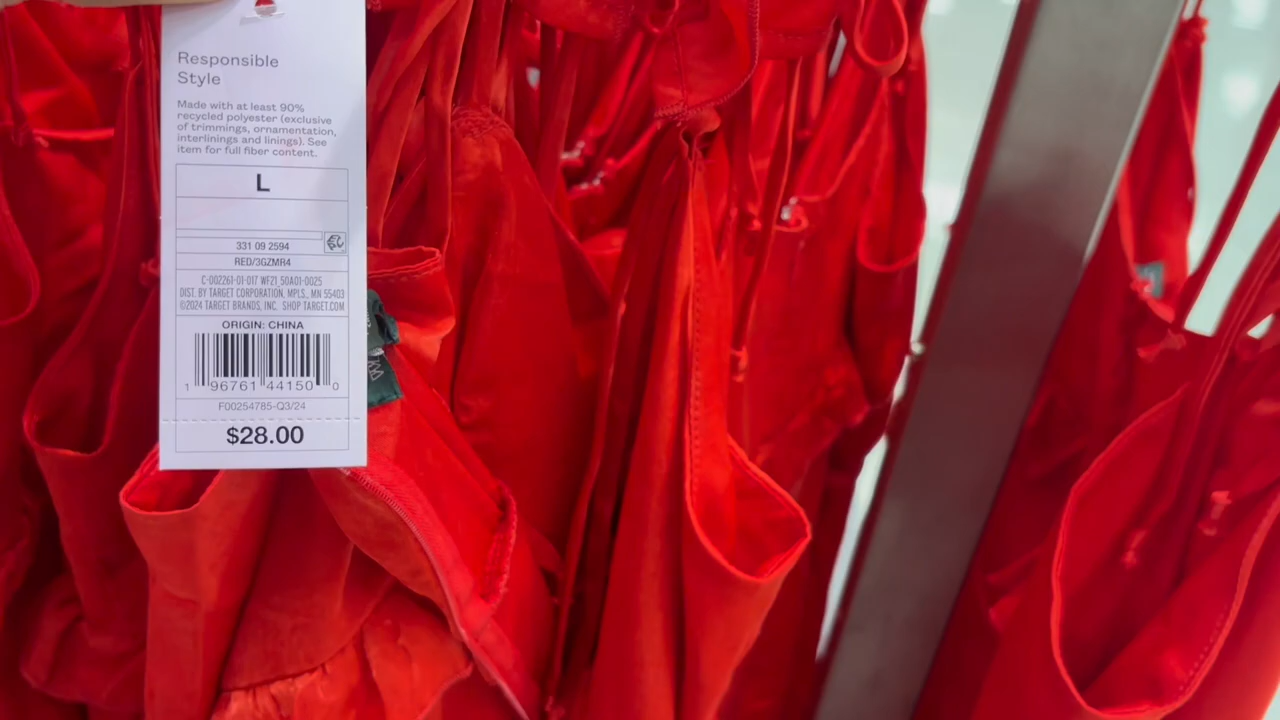 Responsible
Style
Made with at least 90%
recycled polyester (exclusive
of trimmings, ornamentation,
interlinings and linings). See
item for full fiber content.
L
331 09 2594
RED/3GZMR4
C-002261-01-017 WF21_50A01-0025
DIST. BY TARGET CORPORATION, MPLS., MN 55403
©2024 TARGET BRANDS, INC. SHOP TARGET.COM
ORIGIN: CHINA
1 96761 44150 0
F00254785-Q3/24
$28.00